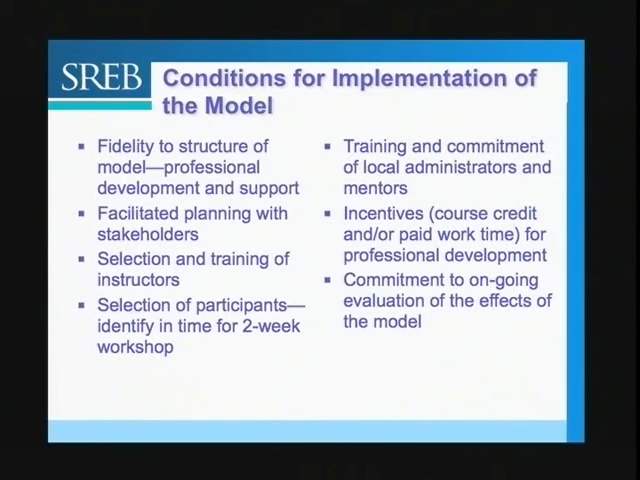 SREB
Conditions for Implementation of
the Model
▪ Fidelity to structure of
model—professional
development and support
▪ Facilitated planning with
stakeholders
▪ Selection and training of
instructors
▪ Selection of participants—
identify in time for 2-week
workshop
▪ Training and commitment
of local administrators and
mentors
▪ Incentives (course credit
and/or paid work time) for
professional development
▪ Commitment to on-going
evaluation of the effects of
the model